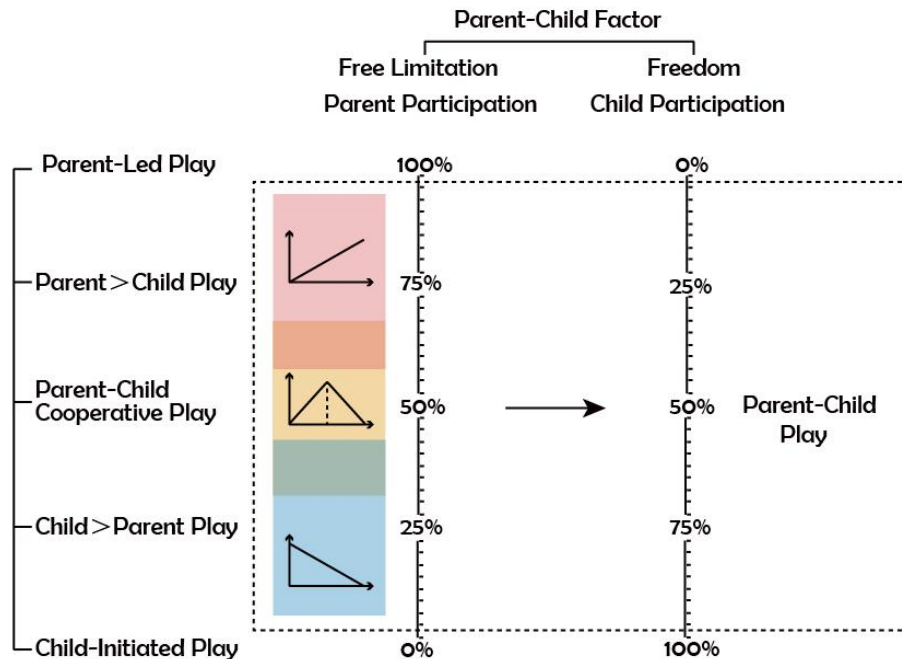 Parent-Child Factor
Free Limitation
Parent Participation
Freedom
Child Participation
Parent-Led Play
100%
0%
Parent>Child Play
75%
25%
Parent-Child
Cooperative Play
50%
50%
Parent-Child
Play
Child>Parent Play
25%
75%
Child-Initiated Play
0%
100%